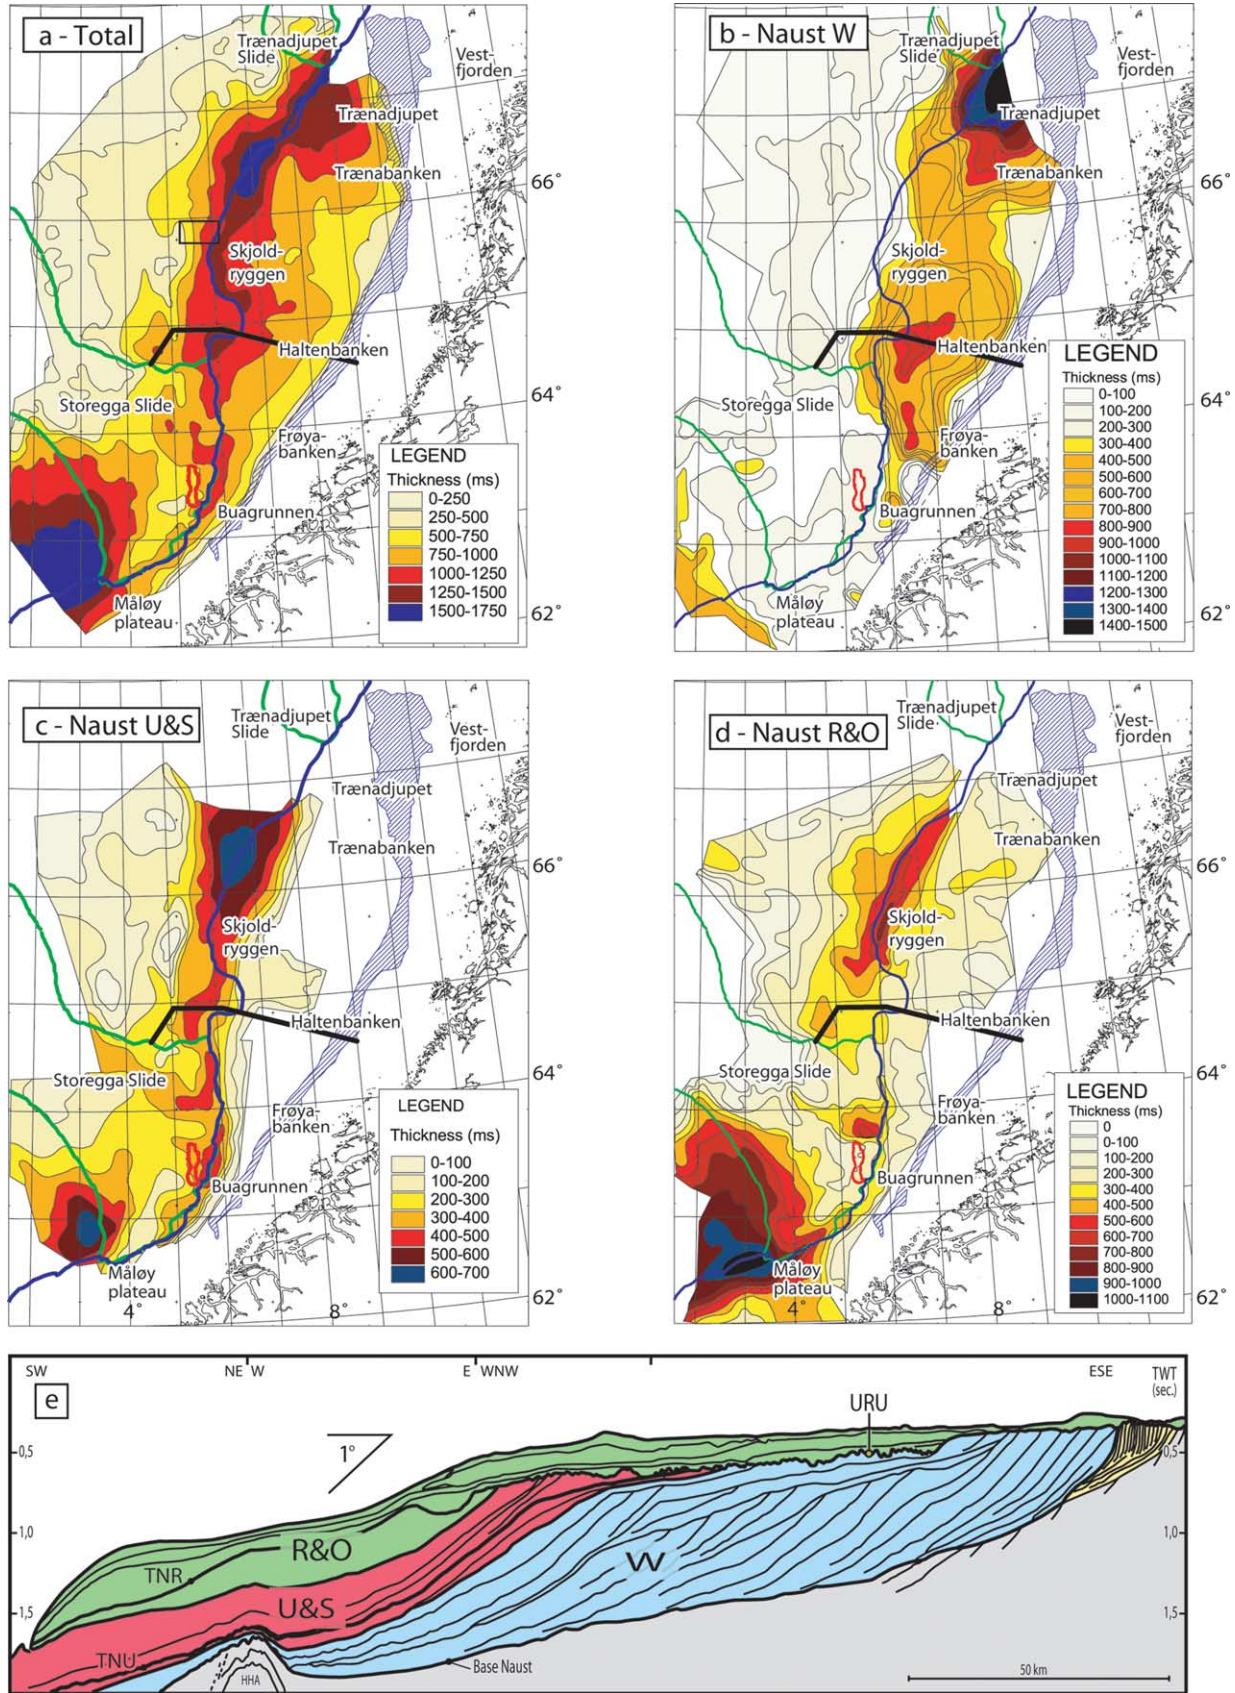 a - Total
Trænadjupet
Slide
Vest-
fjorden
Trænadjupet
Trænabanken
66°
Skjold-
ryggen
Haltenbanken
Storegga Slide
64°
Frøya-
banken
Buagrunnen
Måløy
plateau
62°
LEGEND
Thickness (ms)
0-250
250-500
500-750
750-1000
1000-1250
1250-1500
1500-1750
b - Naust W
Trænadjupet
Slide
Vest-
fjorden
Trænadjupet
Trænabanken
66°
Skjold-
ryggen
Haltenbanken
Storegga Slide
64°
Frøya-
banken
Buagrunnen
Måløy
plateau
62°
LEGEND
Thickness (ms)
0-100
100-200
200-300
300-400
400-500
500-600
600-700
700-800
800-900
900-1000
1000-1100
1100-1200
1200-1300
1300-1400
1400-1500
c - Naust U&S
Trænadjupet
Slide
Vest-
fjorden
Trænadjupet
Trænabanken
66°
Skjold-
ryggen
Haltenbanken
Storegga Slide
64°
Frøya-
banken
Buagrunnen
Måløy
plateau
4°
8°
62°
LEGEND
Thickness (ms)
0-100
100-200
200-300
300-400
400-500
500-600
600-700
d - Naust R&O
Trænadjupet
Slide
Vest-
fjorden
Trænadjupet
Trænabanken
66°
Skjold-
ryggen
Haltenbanken
Storegga Slide
64°
Frøya-
banken
Buagrunnen
Måløy
plateau
4°
8°
62°
LEGEND
Thickness (ms)
0
0-100
100-200
200-300
300-400
400-500
500-600
600-700
700-800
800-900
900-1000
1000-1100
SW NE W E WNW ESE TWT
(sec.)
e
1°
URU
0,5 0,5
1,0 1,0
1,5 1,5
R&O
TNR
U&S
TNU
W
HHA
Base Naust
50 km